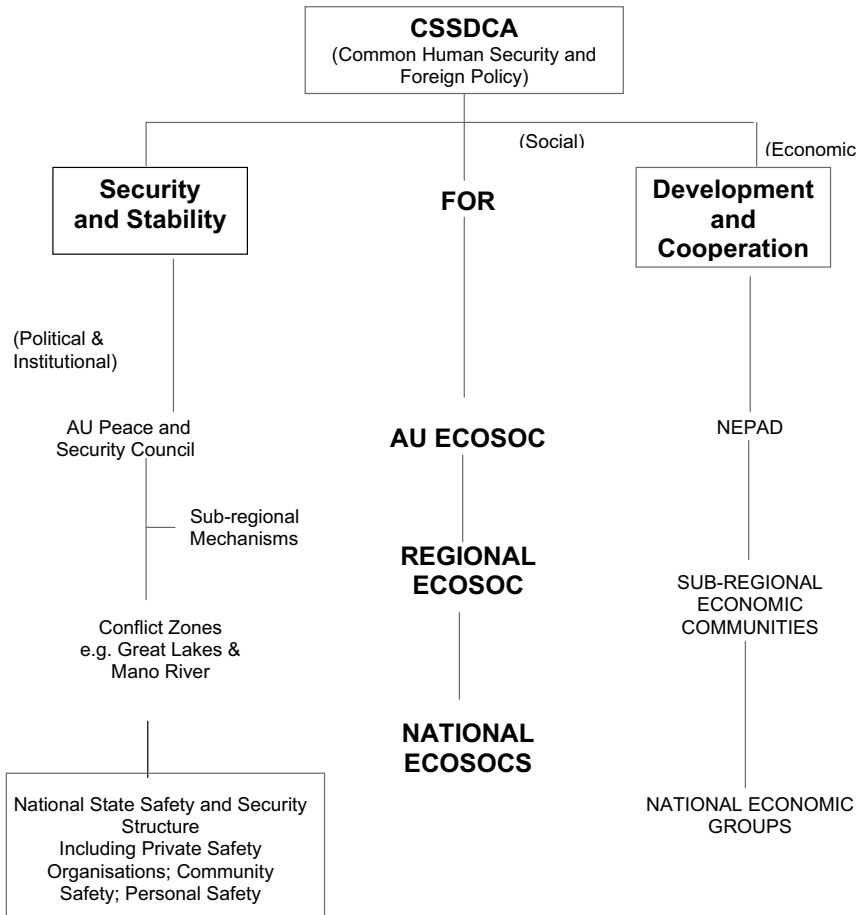 CSSDCA
(Common Human Security and
Foreign Policy)
(Social)
(Economic
Security
and Stability
FOR
Development
and
Cooperation
(Political &
Institutional)
AU Peace and
Security Council
AU ECOSOC
NEPAD
Sub-regional
Mechanisms
REGIONAL
ECOSOC
SUB-REGIONAL
ECONOMIC
COMMUNITIES
Conflict Zones
e.g. Great Lakes &
Mano River
NATIONAL
ECOSOCS
National State Safety and Security
Structure
Including Private Safety
Organisations; Community
Safety; Personal Safety
NATIONAL ECONOMIC
GROUPS